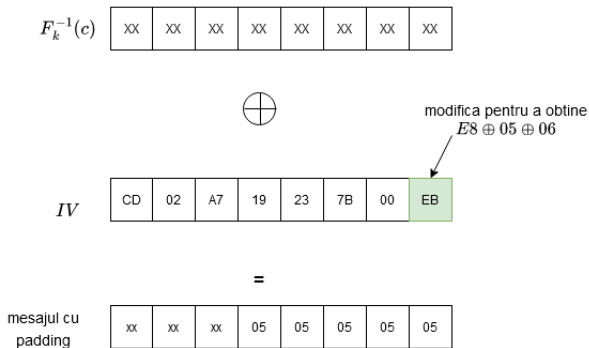 F_k^{-1}(c) XX XX XX XX XX XX XX XX
modifica pentru a obtine
E8 ⊕ 05 ⊕ 06
IV CD 02 A7 19 23 7B 00 EB
=
mesajul cu
padding
xx xx xx 05 05 05 05 05